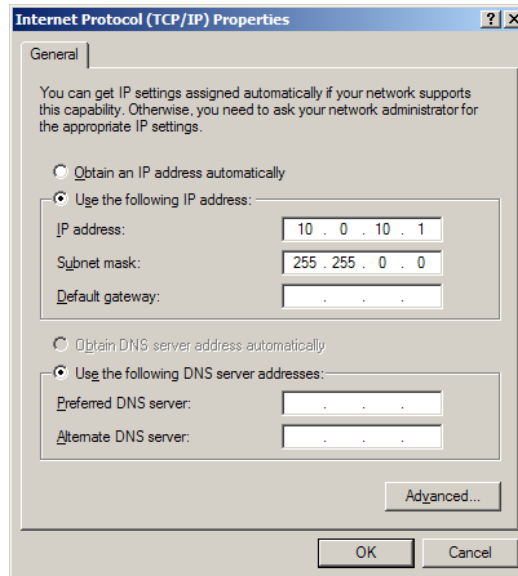 Internet Protocol (TCP/IP) Properties
General
You can get IP settings assigned automatically if your network supports
this capability. Otherwise, you need to ask your network administrator for
the appropriate IP settings.
Obtain an IP address automatically
Use the following IP address:
IP address: 10 . 0 . 10 . 1
Subnet mask: 255 . 255 . 0 . 0
Default gateway: . . .
Obtain DNS server address automatically
Use the following DNS server addresses:
Preferred DNS server: . . .
Alternate DNS server: . . .
Advanced...
OK Cancel